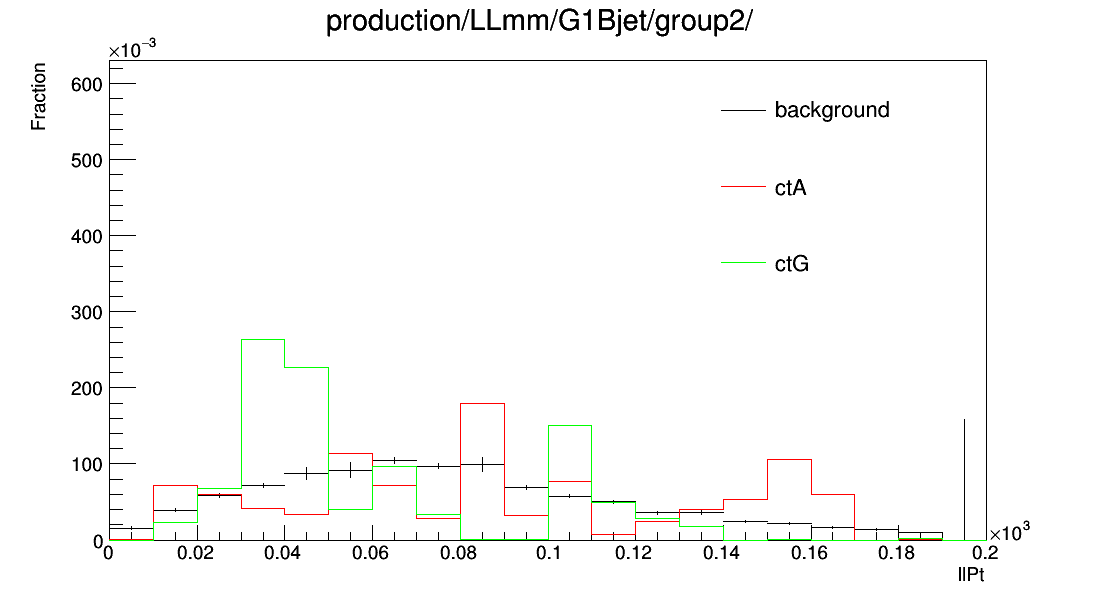 production/LLmm/G1Bjet/group2/
×10⁻³
Fraction
600
500
400
300
200
100
0
background
ctA
ctG
0 0.02 0.04 0.06 0.08 0.1 0.12 0.14 0.16 0.18 0.2
×10³
llPt